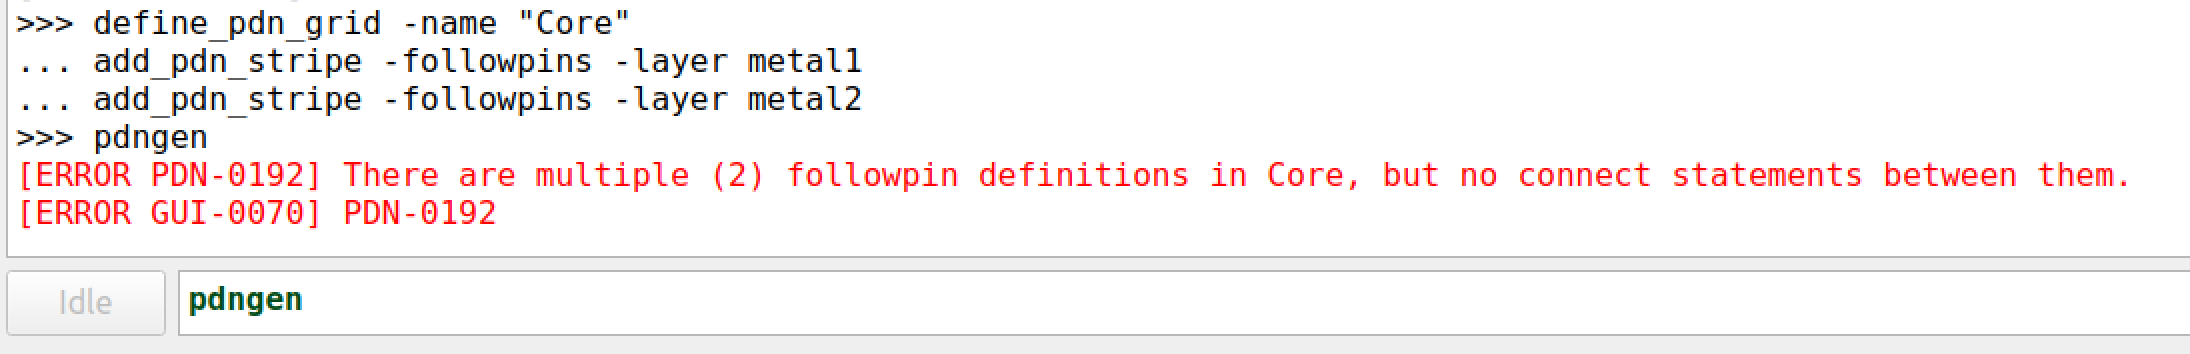 >>> define_pdn_grid -name "Core"
... add_pdn_stripe -followpins -layer metal1
... add_pdn_stripe -followpins -layer metal2
>>> pdngen
[ERROR PDN-0192] There are multiple (2) followpin definitions in Core, but no connect statements between them.
[ERROR GUI-0070] PDN-0192
Idle pdngen